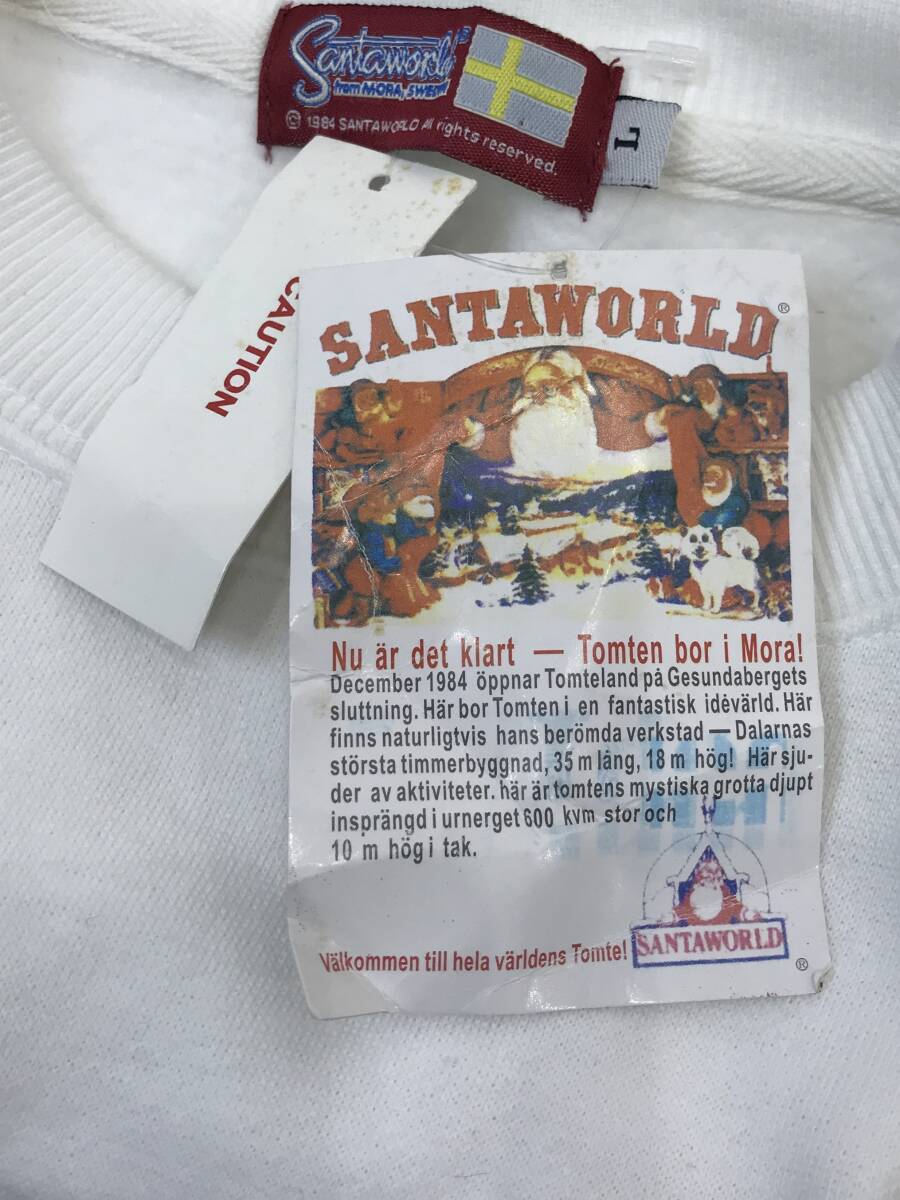 Santaworld®
from MORA, SWEDEN
© 1984 SANTAWORLD All rights reserved.
L
CAUTION
SANTAWORLD®
Nu är det klart — Tomten bor i Mora!
December 1984 öppnar Tomteland på Gesundabergets
sluttning. Här bor Tomten i en fantastisk idévärld. Här
finns naturligtvis hans berömda verkstad — Dalarnas
största timmerbyggnad, 35 m lång, 18 m hög! Här sju-
der av aktiviteter. här är tomtens mystiska grotta djupt
insprängd i urnerget 600 kvm stor och
10 m hög i tak.
Välkommen till hela världens Tomte!
SANTAWORLD
®